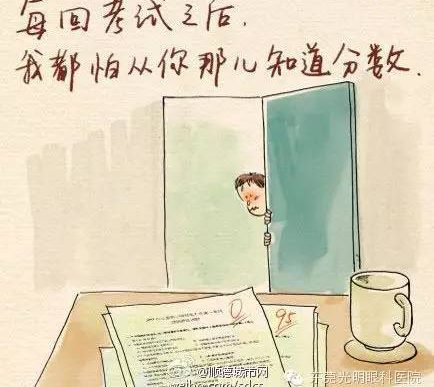 每回考试之后,
我都怕从你那儿知道分数.
0
95
@顺德城市网
weibo.com/sdcs
东莞光明眼科医院